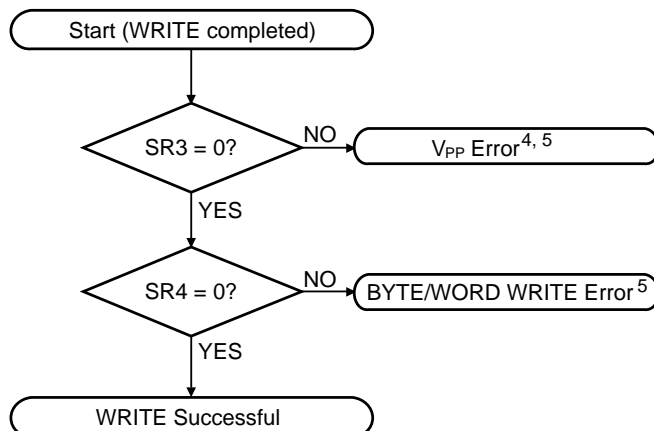 Start (WRITE completed)
SR3 = 0?
NO
VPP Error4, 5
YES
SR4 = 0?
NO
BYTE/WORD WRITE Error5
YES
WRITE Successful